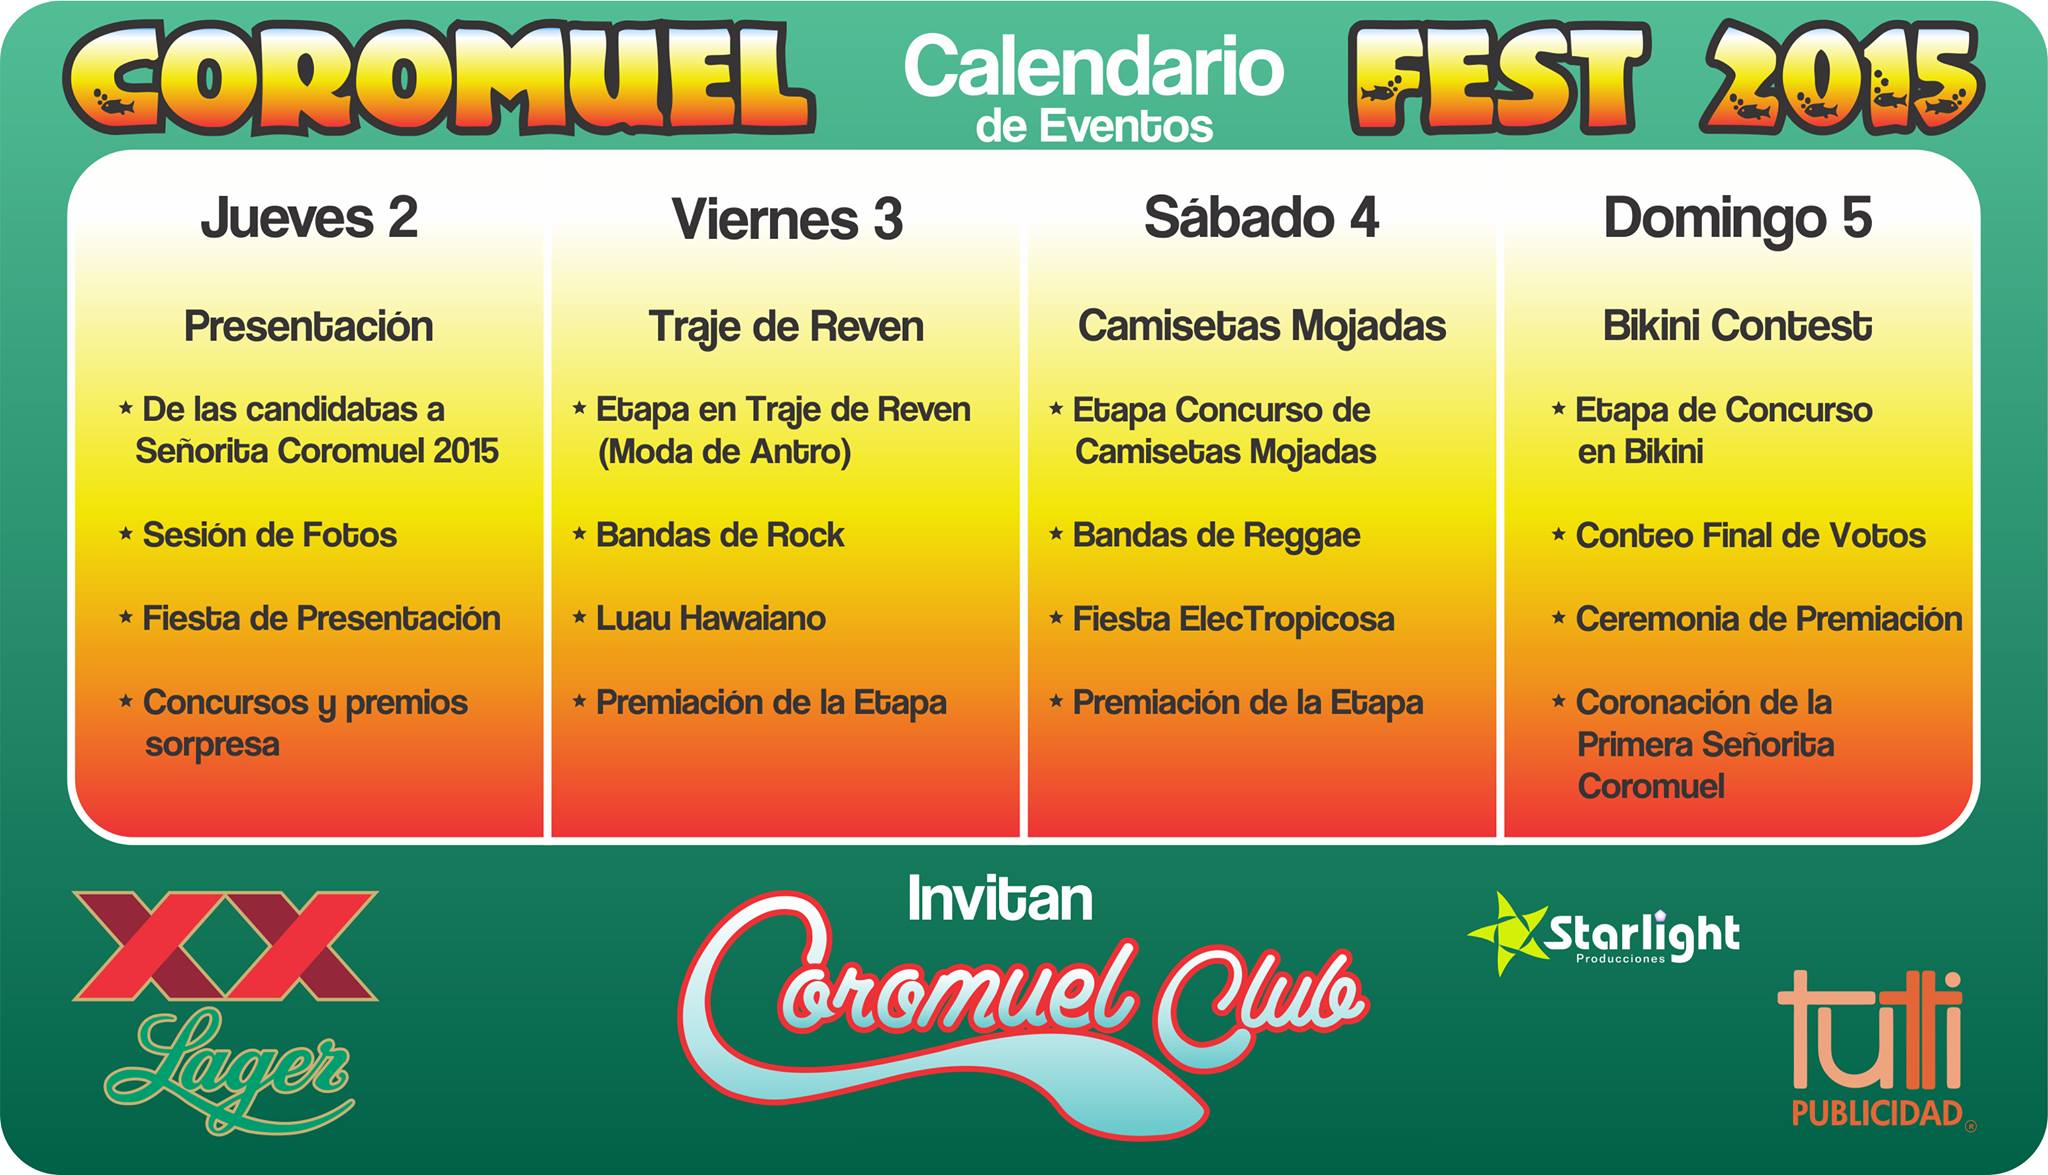 COROMUEL
Calendario
de Eventos
FEST 2015
Jueves 2
Presentación
★ De las candidatas a
Señorita Coromuel 2015
★ Sesión de Fotos
★ Fiesta de Presentación
★ Concursos y premios
sorpresa
Viernes 3
Traje de Reven
★ Etapa en Traje de Reven
(Moda de Antro)
★ Bandas de Rock
★ Luau Hawaiano
★ Premiación de la Etapa
Sábado 4
Camisetas Mojadas
★ Etapa Concurso de
Camisetas Mojadas
★ Bandas de Reggae
★ Fiesta ElecTropicosa
★ Premiación de la Etapa
Domingo 5
Bikini Contest
★ Etapa de Concurso
en Bikini
★ Conteo Final de Votos
★ Ceremonia de Premiación
★ Coronación de la
Primera Señorita
Coromuel
XX
Lager
Invitan
Coromuel Club
Starlight
Producciones
tutti
PUBLICIDAD ®